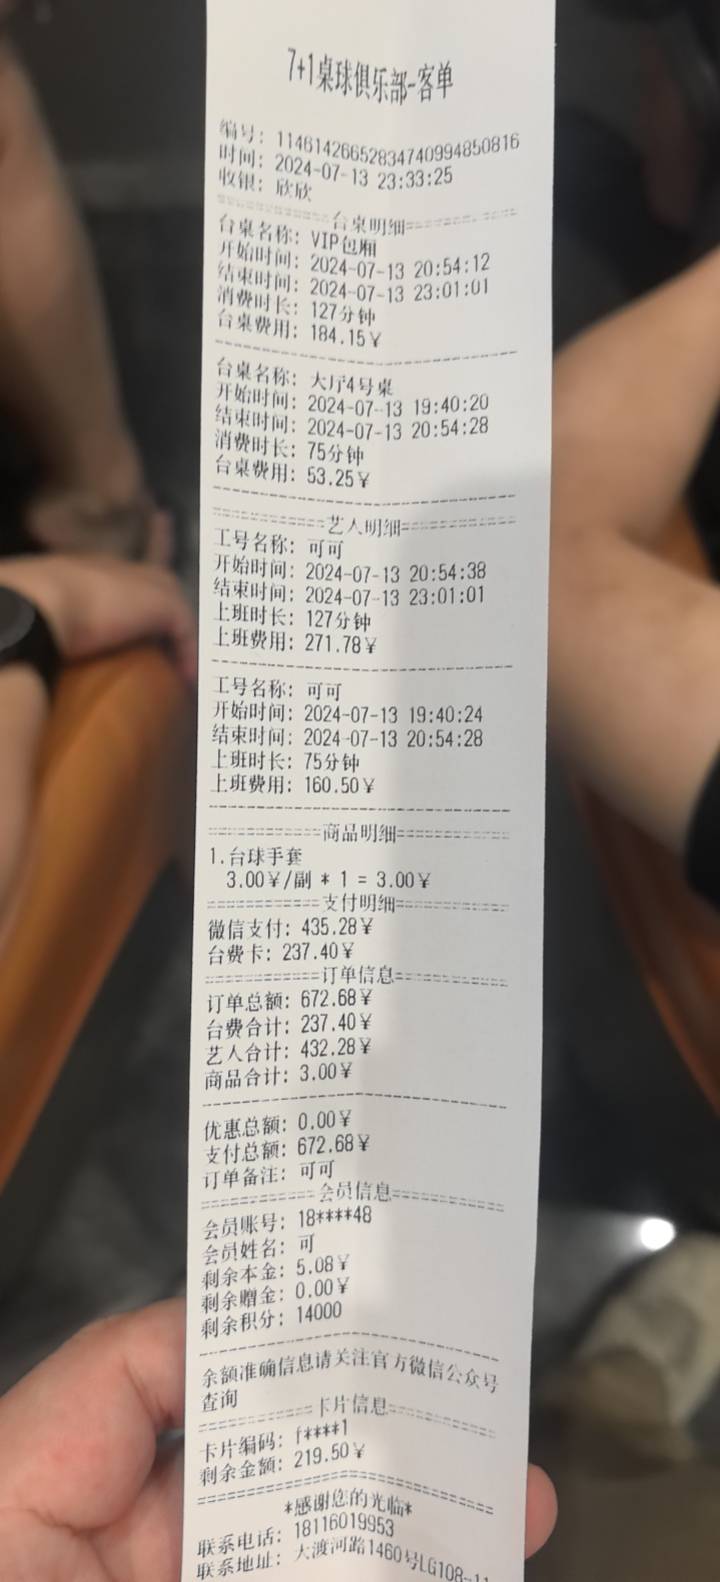 7+1桌球俱乐部-客单
编号: 11461426652834740994850816
时间: 2024-07-13 23:33:25
收银: 欣欣
============台桌明细============
台桌名称: VIP包厢
开始时间: 2024-07-13 20:54:12
结束时间: 2024-07-13 23:01:01
消费时长: 127分钟
台桌费用: 184.15¥
--------------------------------
台桌名称: 大厅4号桌
开始时间: 2024-07-13 19:40:20
结束时间: 2024-07-13 20:54:28
消费时长: 75分钟
台桌费用: 53.25¥
--------------------------------
============艺人明细============
工号名称: 可可
开始时间: 2024-07-13 20:54:38
结束时间: 2024-07-13 23:01:01
上班时长: 127分钟
上班费用: 271.78¥
--------------------------------
工号名称: 可可
开始时间: 2024-07-13 19:40:24
结束时间: 2024-07-13 20:54:28
上班时长: 75分钟
上班费用: 160.50¥
--------------------------------
============商品明细============
1.台球手套
3.00¥/副 * 1 = 3.00¥
============支付明细============
微信支付: 435.28¥
台费卡: 237.40¥
============订单信息============
订单总额: 672.68¥
台费合计: 237.40¥
艺人合计: 432.28¥
商品合计: 3.00¥
--------------------------------
优惠总额: 0.00¥
支付总额: 672.68¥
订单备注: 可可
============会员信息============
会员账号: 18****48
会员姓名: 可
剩余本金: 5.08¥
剩余赠金: 0.00¥
剩余积分: 14000
--------------------------------
余额准确信息请关注官方微信公众号
查询
============卡片信息============
卡片编码: f****1
剩余金额: 219.50¥
================================
*感谢您的光临*
联系电话: 18116019953
联系地址: 大渡河路1460号LG108-11